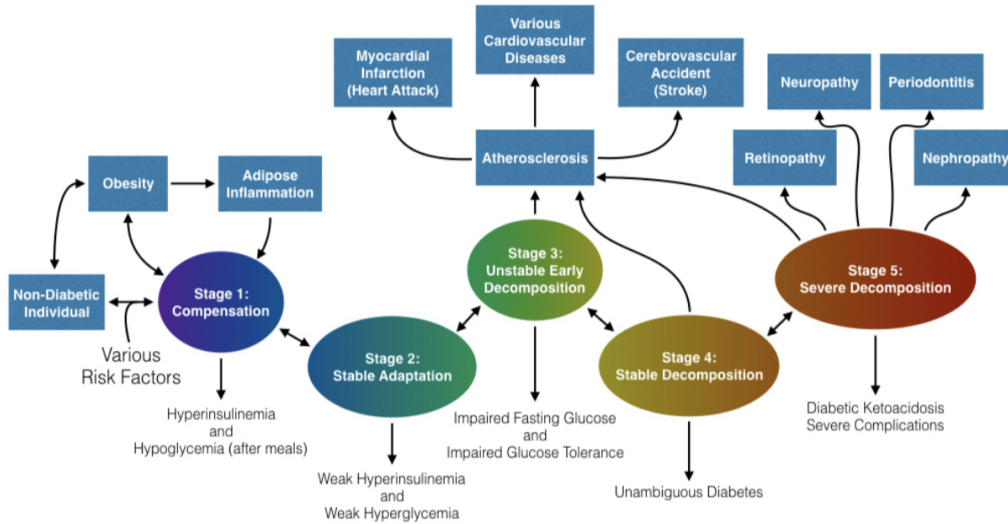 Various
Cardiovascular
Diseases
Myocardial
Infarction
(Heart Attack)
Cerebrovascular
Accident
(Stroke)
Neuropathy
Periodontitis
Atherosclerosis
Retinopathy
Nephropathy
Obesity
Adipose
Inflammation
Non-Diabetic
Individual
Various
Risk Factors
Stage 1:
Compensation
Stage 2:
Stable Adaptation
Stage 3:
Unstable Early
Decomposition
Stage 4:
Stable Decomposition
Stage 5:
Severe Decomposition
Hyperinsulinemia
and
Hypoglycemia (after meals)
Weak Hyperinsulinemia
and
Weak Hyperglycemia
Impaired Fasting Glucose
and
Impaired Glucose Tolerance
Unambiguous Diabetes
Diabetic Ketoacidosis
Severe Complications